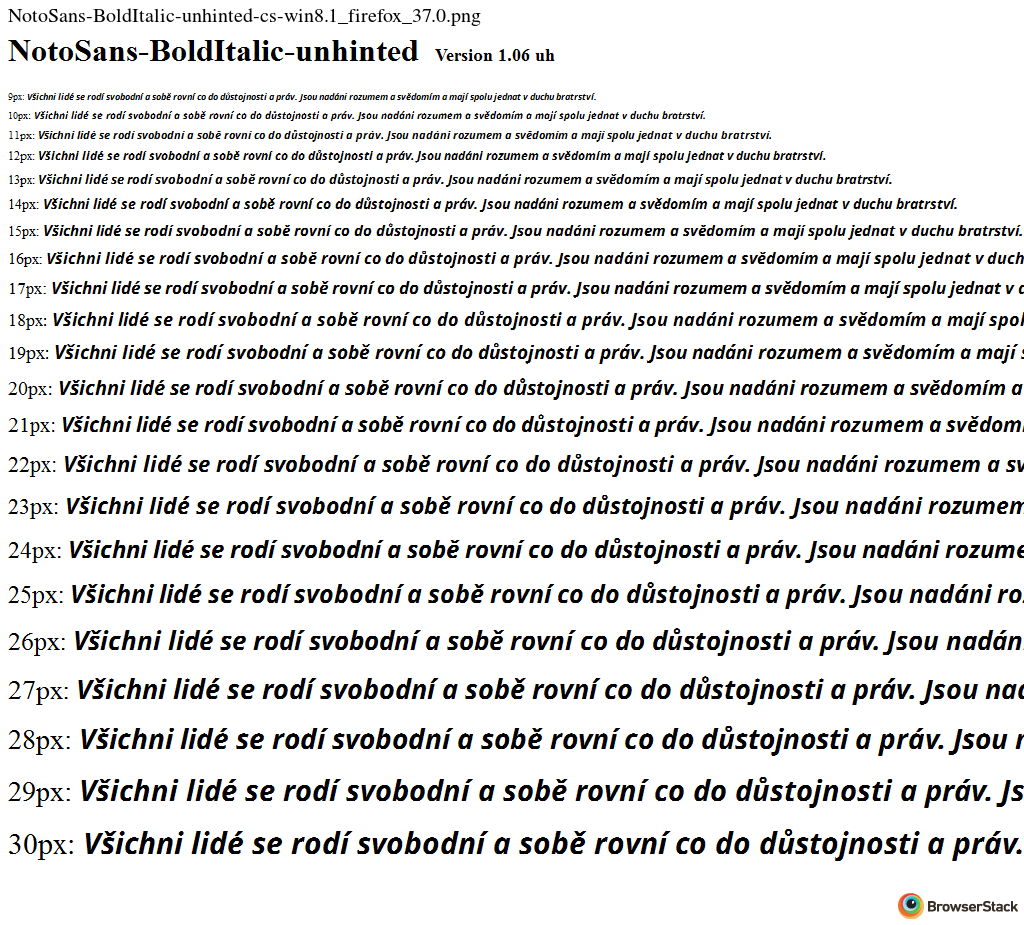 NotoSans-BoldItalic-unhinted-cs-win8.1_firefox_37.0.png
NotoSans-BoldItalic-unhinted Version 1.06 uh
9px: Všichni lidé se rodí svobodní a sobě rovní co do důstojnosti a práv. Jsou nadáni rozumem a svědomím a mají spolu jednat v duchu bratrství.
10px: Všichni lidé se rodí svobodní a sobě rovní co do důstojnosti a práv. Jsou nadáni rozumem a svědomím a mají spolu jednat v duchu bratrství.
11px: Všichni lidé se rodí svobodní a sobě rovní co do důstojnosti a práv. Jsou nadáni rozumem a svědomím a mají spolu jednat v duchu bratrství.
12px: Všichni lidé se rodí svobodní a sobě rovní co do důstojnosti a práv. Jsou nadáni rozumem a svědomím a mají spolu jednat v duchu bratrství.
13px: Všichni lidé se rodí svobodní a sobě rovní co do důstojnosti a práv. Jsou nadáni rozumem a svědomím a mají spolu jednat v duchu bratrství.
14px: Všichni lidé se rodí svobodní a sobě rovní co do důstojnosti a práv. Jsou nadáni rozumem a svědomím a mají spolu jednat v duchu bratrství.
15px: Všichni lidé se rodí svobodní a sobě rovní co do důstojnosti a práv. Jsou nadáni rozumem a svědomím a mají spolu jednat v duchu bratrství.
16px: Všichni lidé se rodí svobodní a sobě rovní co do důstojnosti a práv. Jsou nadáni rozumem a svědomím a mají spolu jednat v duch
17px: Všichni lidé se rodí svobodní a sobě rovní co do důstojnosti a práv. Jsou nadáni rozumem a svědomím a mají spolu jednat v d
18px: Všichni lidé se rodí svobodní a sobě rovní co do důstojnosti a práv. Jsou nadáni rozumem a svědomím a mají spol
19px: Všichni lidé se rodí svobodní a sobě rovní co do důstojnosti a práv. Jsou nadáni rozumem a svědomím a mají s
20px: Všichni lidé se rodí svobodní a sobě rovní co do důstojnosti a práv. Jsou nadáni rozumem a svědomím a
21px: Všichni lidé se rodí svobodní a sobě rovní co do důstojnosti a práv. Jsou nadáni rozumem a svědom
22px: Všichni lidé se rodí svobodní a sobě rovní co do důstojnosti a práv. Jsou nadáni rozumem a sv
23px: Všichni lidé se rodí svobodní a sobě rovní co do důstojnosti a práv. Jsou nadáni rozumem
24px: Všichni lidé se rodí svobodní a sobě rovní co do důstojnosti a práv. Jsou nadáni rozume
25px: Všichni lidé se rodí svobodní a sobě rovní co do důstojnosti a práv. Jsou nadáni ro
26px: Všichni lidé se rodí svobodní a sobě rovní co do důstojnosti a práv. Jsou nadán
27px: Všichni lidé se rodí svobodní a sobě rovní co do důstojnosti a práv. Jsou nad
28px: Všichni lidé se rodí svobodní a sobě rovní co do důstojnosti a práv. Jsou n
29px: Všichni lidé se rodí svobodní a sobě rovní co do důstojnosti a práv. Js
30px: Všichni lidé se rodí svobodní a sobě rovní co do důstojnosti a práv.
BrowserStack